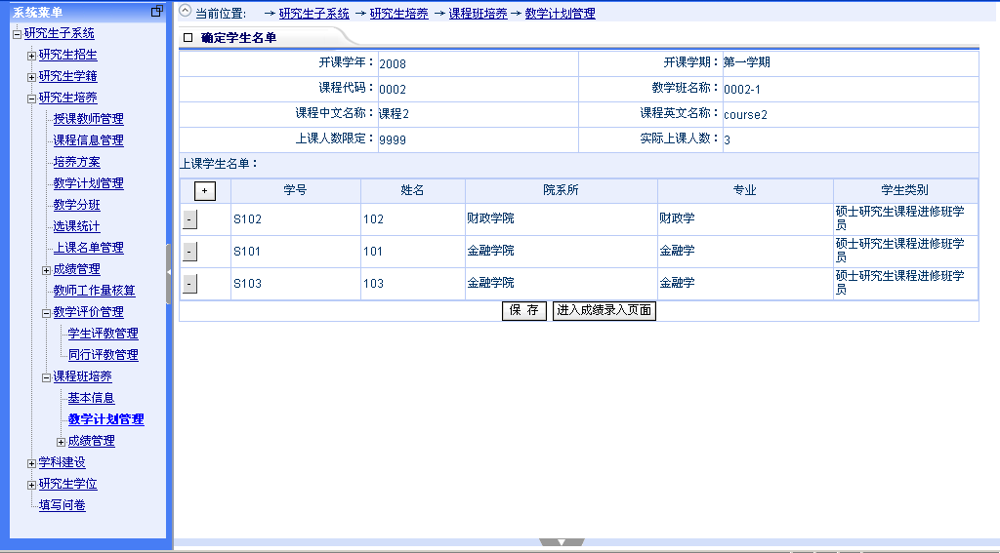 系统菜单
研究生子系统
研究生招生
研究生学籍
研究生培养
授课教师管理
课程信息管理
培养方案
教学计划管理
教学分班
选课统计
上课名单管理
成绩管理
教师工作量核算
教学评价管理
学生评教管理
同行评教管理
课程班培养
基本信息
教学计划管理
成绩管理
学科建设
研究生学位
填写问卷
当前位置: →研究生子系统 →研究生培养 →课程班培养 →教学计划管理
确定学生名单
开课学年： 2008 开课学期： 第一学期
课程代码： 0002 教学班名称： 0002-1
课程中文名称： 课程2 课程英文名称： course2
上课人数限定： 9999 实际上课人数： 3
上课学生名单：
+ 学号 姓名 院系所 专业 学生类别
- S102 102 财政学院 财政学 硕士研究生课程进修班学
员
- S101 101 金融学院 金融学 硕士研究生课程进修班学
员
- S103 103 金融学院 金融学 硕士研究生课程进修班学
员
保 存 进入成绩录入页面